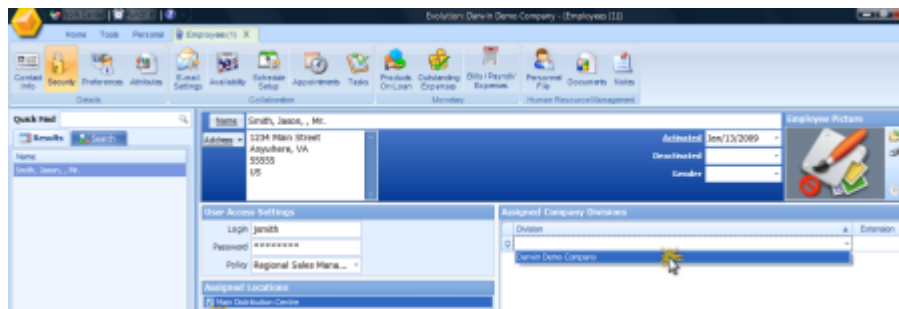 Evolution: Darwin Demo Company - [Employees (1)]
Home Tools Personal Employees(1) X
Contact Info
Security
Preferences
Attributes
E-mail Settings
Availability
Schedule Setup
Appointments
Tasks
Products On Loan
Outstanding Expenses
Bills / Payroll/ Expenses
Personnel File
Documents
Notes
Details
Collaboration
Monetary
Human Resource Management
Quick Find
Results Search
Name
Smith, Jason, , Mr.
Name Smith, Jason, , Mr.
Address 1234 Main Street
Anywhere, VA
55555
US
Activated Jan/13/2009
Deactivated
Gender
Employee Picture
User Access Settings
Login jsmith
Password ********
Policy Regional Sales Mana...
Assigned Locations
Main Distribution Centre
Assigned Company Divisions
Division Extension
Darwin Demo Company